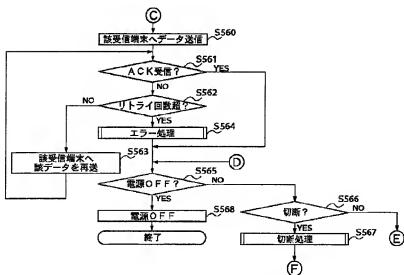 C
該受信端末へデータ送信 S560
ACK受信? S561
YES
NO
リトライ回数超? S562
NO
YES
エラー処理 S564
該受信端末へ
該データを再送 S563
D
電源OFF? S565
NO
YES
電源OFF S568
終了
切断? S566
NO
YES
切断処理 S567
E
F